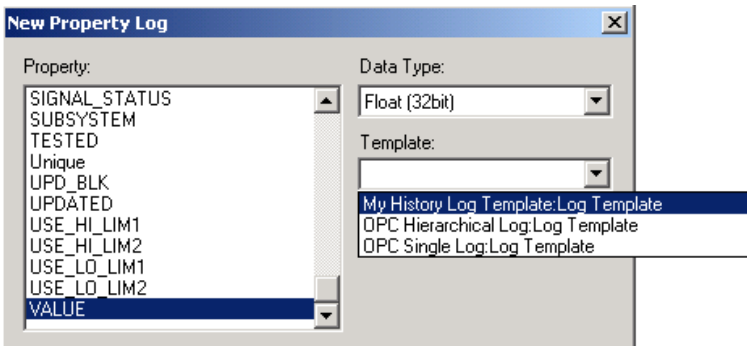 New Property Log
Property:
SIGNAL_STATUS
SUBSYSTEM
TESTED
Unique
UPD_BLK
UPDATED
USE_HI_LIM1
USE_HI_LIM2
USE_LO_LIM1
USE_LO_LIM2
VALUE
Data Type:
Float (32bit)
Template:
My History Log Template:Log Template
OPC Hierarchical Log:Log Template
OPC Single Log:Log Template